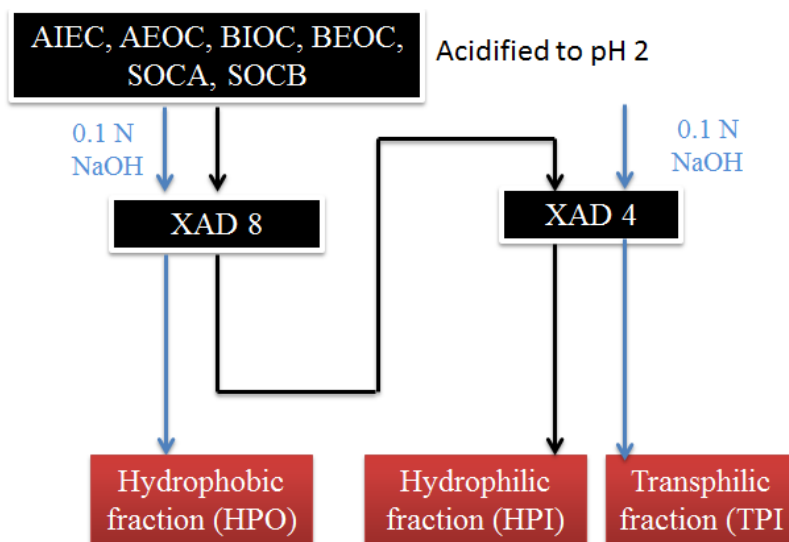 AIEC, AEOC, BIOC, BEOC,
SOCA, SOCB
Acidified to pH 2
0.1 N
NaOH
0.1 N
NaOH
XAD 8
XAD 4
Hydrophobic
fraction (HPO)
Hydrophilic
fraction (HPI)
Transphilic
fraction (TPI